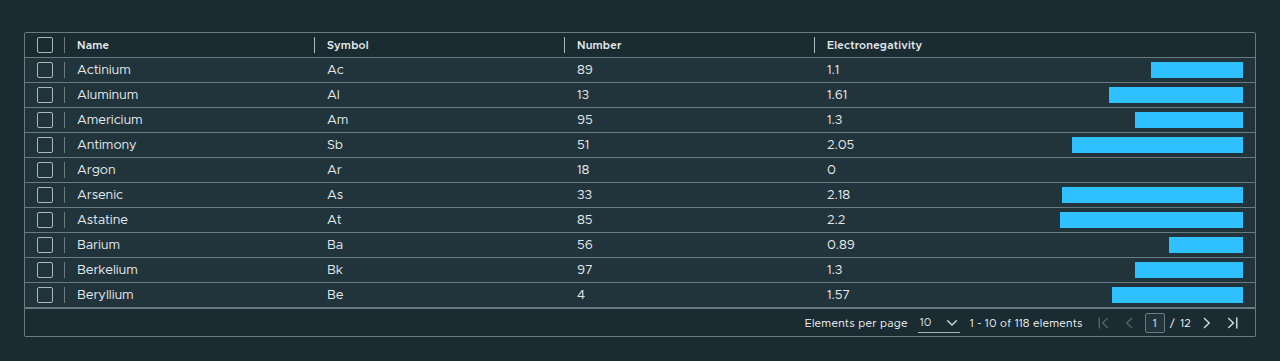 Name Symbol Number Electronegativity
Actinium Ac 89 1.1
Aluminum Al 13 1.61
Americium Am 95 1.3
Antimony Sb 51 2.05
Argon Ar 18 0
Arsenic As 33 2.18
Astatine At 85 2.2
Barium Ba 56 0.89
Berkelium Bk 97 1.3
Beryllium Be 4 1.57
Elements per page 10 1 - 10 of 118 elements 1 / 12